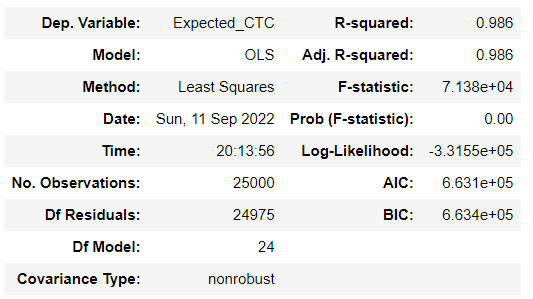 Dep. Variable: Expected_CTC R-squared: 0.986
Model: OLS Adj. R-squared: 0.986
Method: Least Squares F-statistic: 7.138e+04
Date: Sun, 11 Sep 2022 Prob (F-statistic): 0.00
Time: 20:13:56 Log-Likelihood: -3.3155e+05
No. Observations: 25000 AIC: 6.631e+05
Df Residuals: 24975 BIC: 6.634e+05
Df Model: 24
Covariance Type: nonrobust